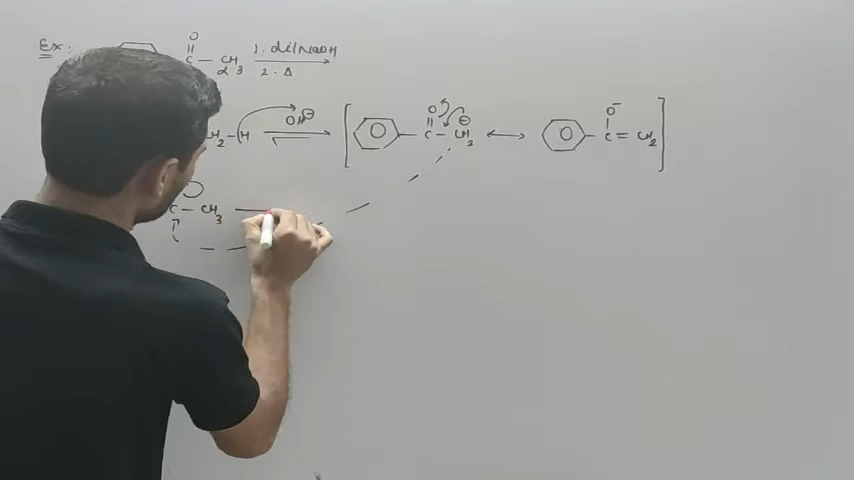 Ex: O
C — CH3 1. dil NaOH
2. Δ
H2 — H OH⊖ [ O C — CH2 ⊖ ↔ O⁻ C = CH2 ]
C — CH3